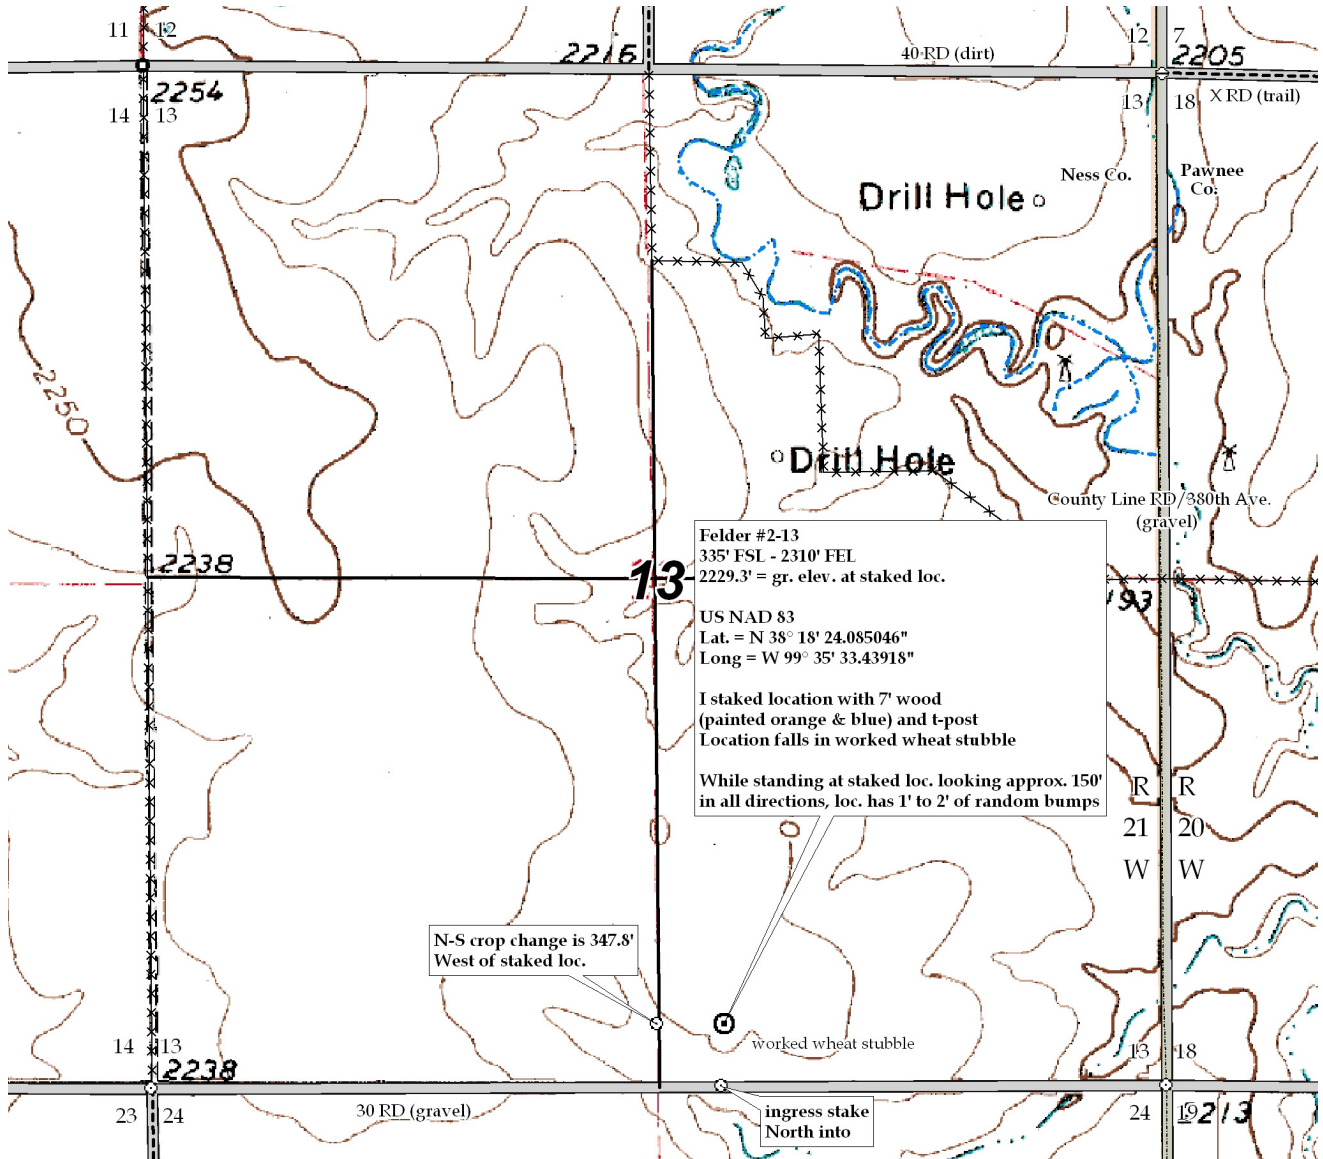 11 12
2216
40 RD (dirt)
12 7
2205
2254
14 13
13 18
X RD (trail)
Ness Co.
Pawnee
Co.
Drill Hole
2250
Drill Hole
County Line RD/380th Ave.
(gravel)
2238
13
Felder #2-13
335' FSL - 2310' FEL
2229.3' = gr. elev. at staked loc.
US NAD 83
Lat. = N 38° 18' 24.085046"
Long = W 99° 35' 33.43918"
I staked location with 7' wood
(painted orange & blue) and t-post
Location falls in worked wheat stubble
While standing at staked loc. looking approx. 150'
in all directions, loc. has 1' to 2' of random bumps
193
R R
21 20
W W
N-S crop change is 347.8'
West of staked loc.
worked wheat stubble
14 13
2238
13 18
23 24
30 RD (gravel)
ingress stake
North into
24 19
2213